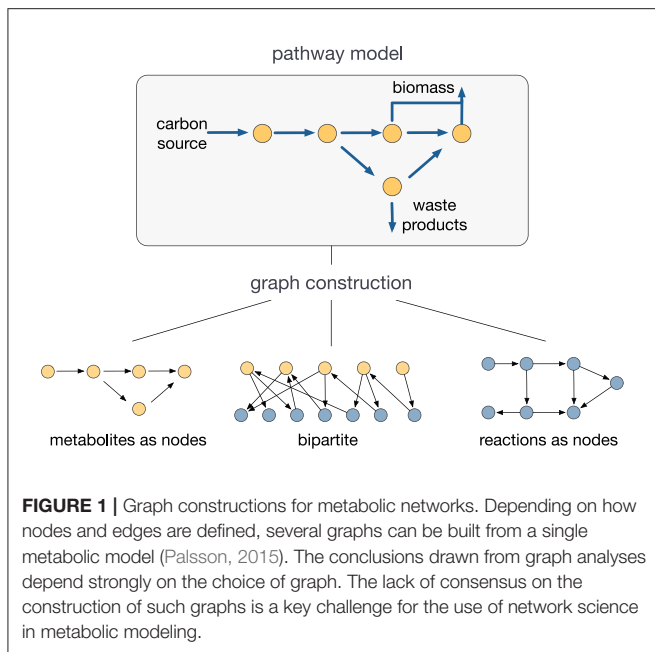 pathway model
biomass
carbon
source
waste
products
graph construction
metabolites as nodes
bipartite
reactions as nodes
FIGURE 1 | Graph constructions for metabolic networks. Depending on how
nodes and edges are defined, several graphs can be built from a single
metabolic model (Palsson, 2015). The conclusions drawn from graph analyses
depend strongly on the choice of graph. The lack of consensus on the
construction of such graphs is a key challenge for the use of network science
in metabolic modeling.